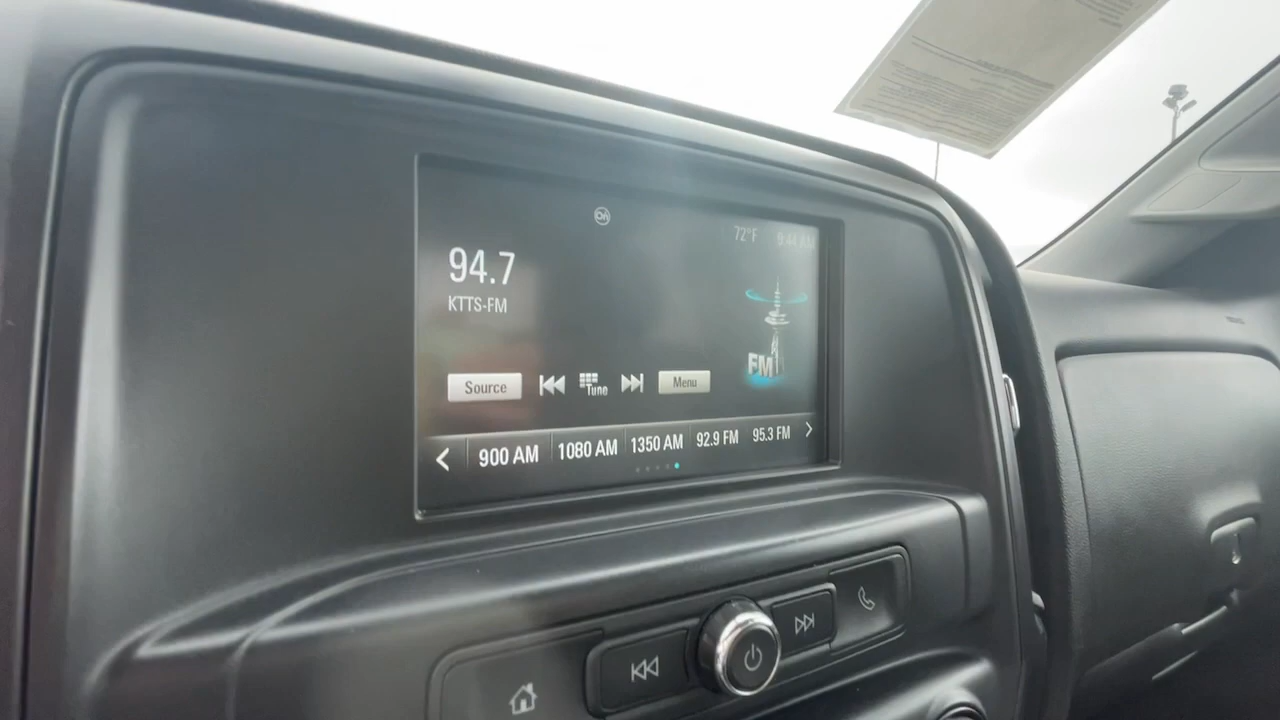 72°F 9:44 AM
94.7
KTTS-FM
FM
Source Tune Menu
900 AM 1080 AM 1350 AM 92.9 FM 95.3 FM